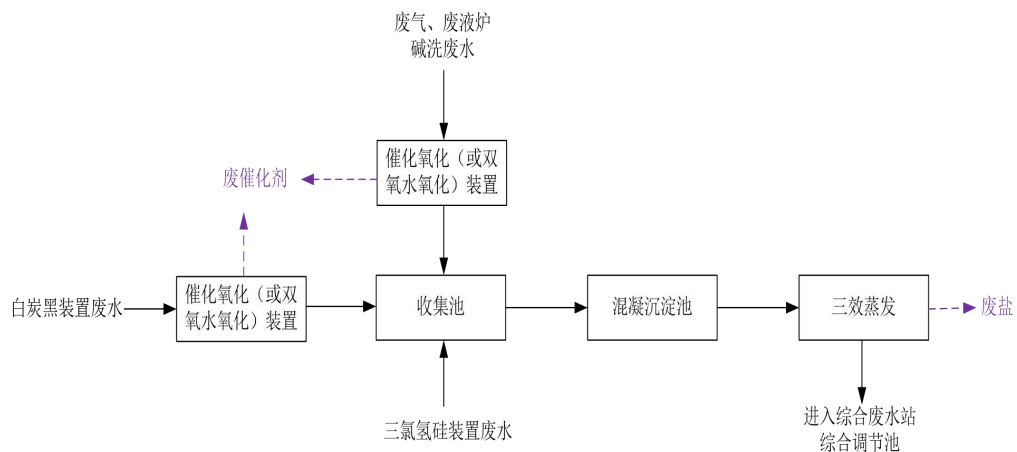 废气、废液炉
碱洗废水
催化氧化（或双
氧水氧化）装置
废催化剂
白炭黑装置废水
催化氧化（或双
氧水氧化）装置
收集池
混凝沉淀池
三效蒸发
废盐
三氯氢硅装置废水
进入综合废水站
综合调节池